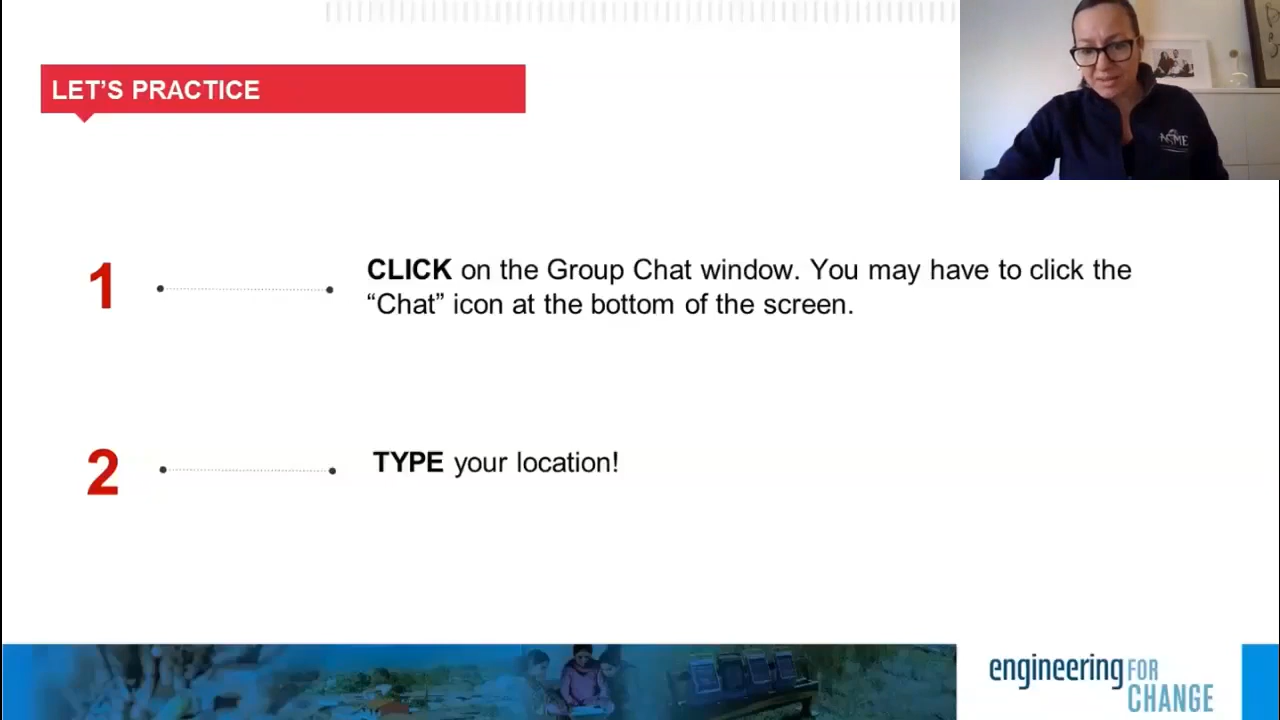 LET’S PRACTICE
ASME
1
CLICK on the Group Chat window. You may have to click the
“Chat” icon at the bottom of the screen.
2
TYPE your location!
engineering FOR
CHANGE